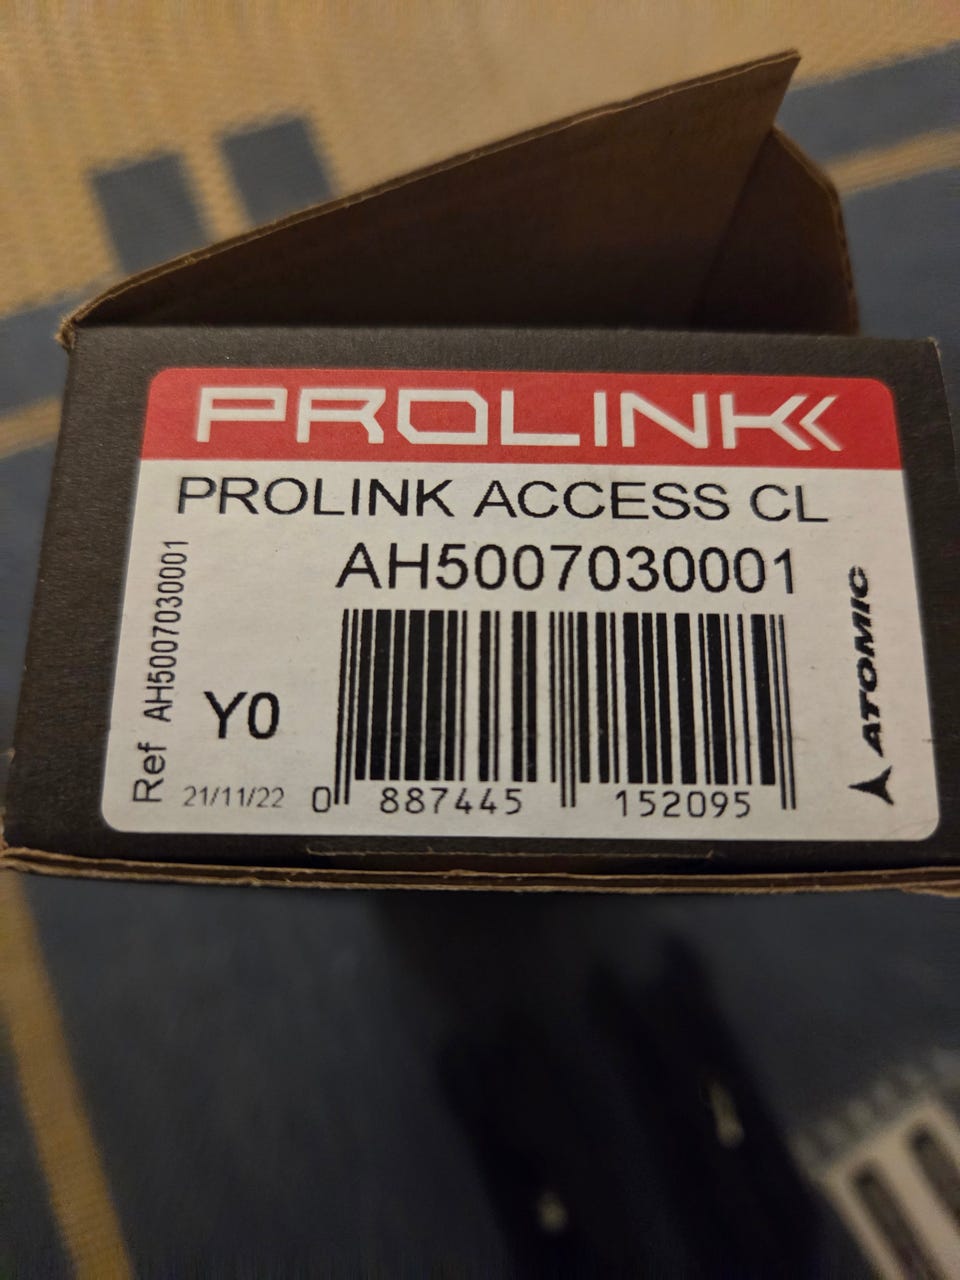 PROLINK
PROLINK ACCESS CL
AH5007030001
Ref AH5007030001
Y0
21/11/22
0 887445 152095
ATOMIC